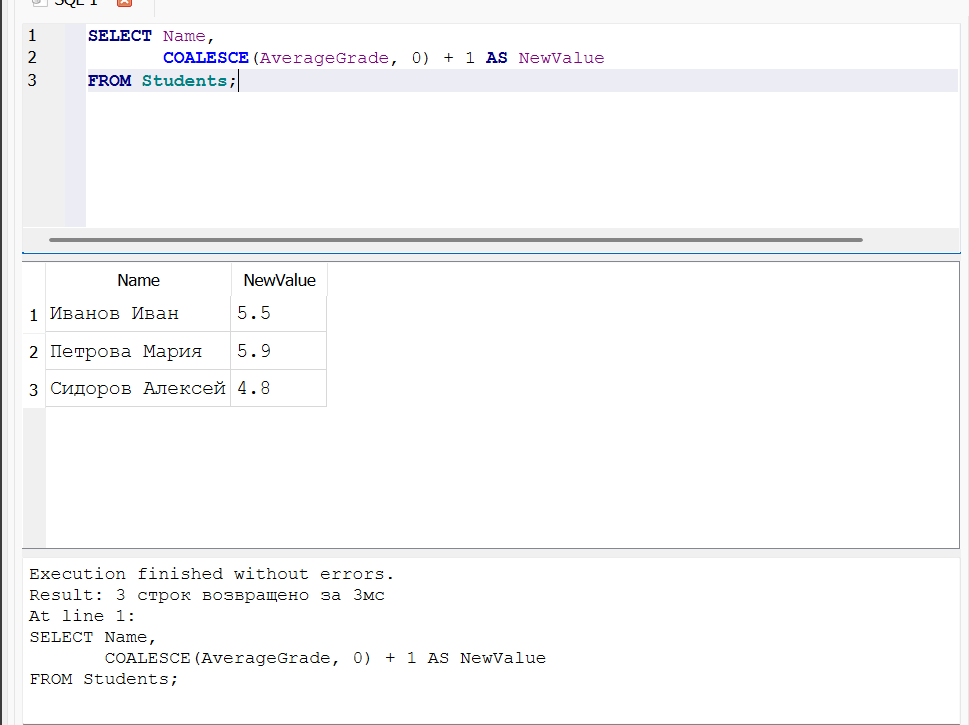 SQL 1
1 SELECT Name,
2 COALESCE(AverageGrade, 0) + 1 AS NewValue
3 FROM Students;
Name NewValue
1 Иванов Иван 5.5
2 Петрова Мария 5.9
3 Сидоров Алексей 4.8
Execution finished without errors.
Result: 3 строк возвращено за 3мс
At line 1:
SELECT Name,
COALESCE(AverageGrade, 0) + 1 AS NewValue
FROM Students;